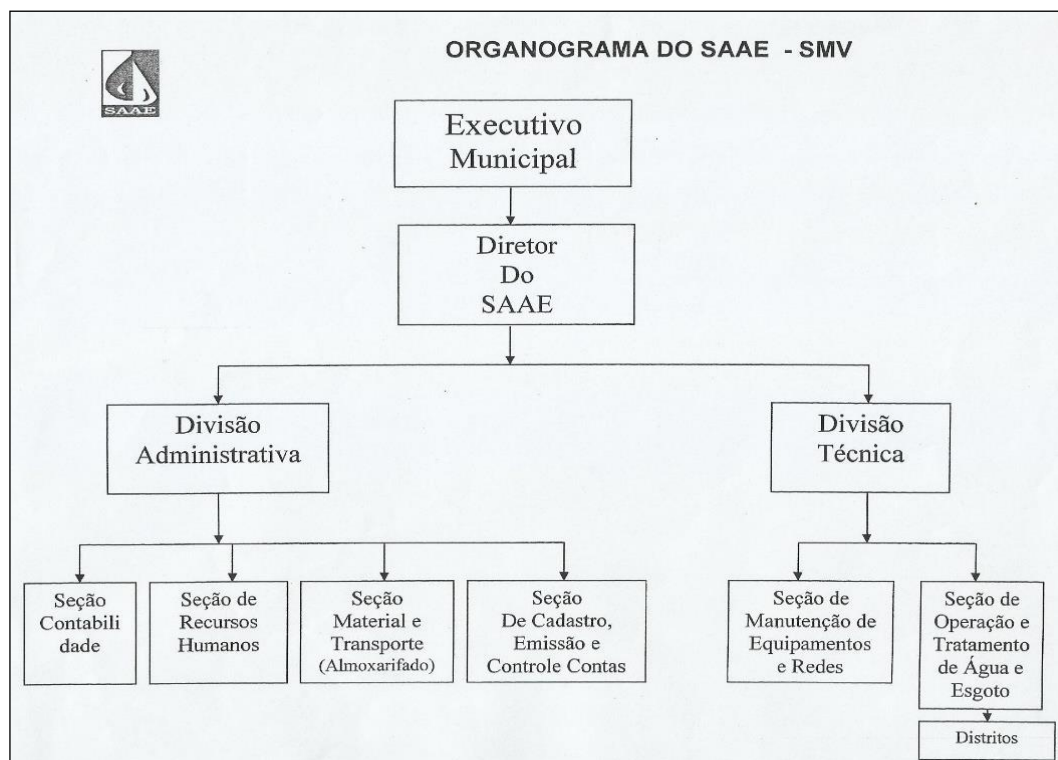 ORGANOGRAMA DO SAAE - SMV
SAAE
Executivo
Municipal
Diretor
Do
SAAE
Divisão
Administrativa
Divisão
Técnica
Seção
Contabili
dade
Seção de
Recursos
Humanos
Seção
Material e
Transporte
(Almoxarifado)
Seção
De Cadastro,
Emissão e
Controle Contas
Seção de
Manutenção de
Equipamentos
e Redes
Seção de
Operação e
Tratamento
de Água e
Esgoto
Distritos